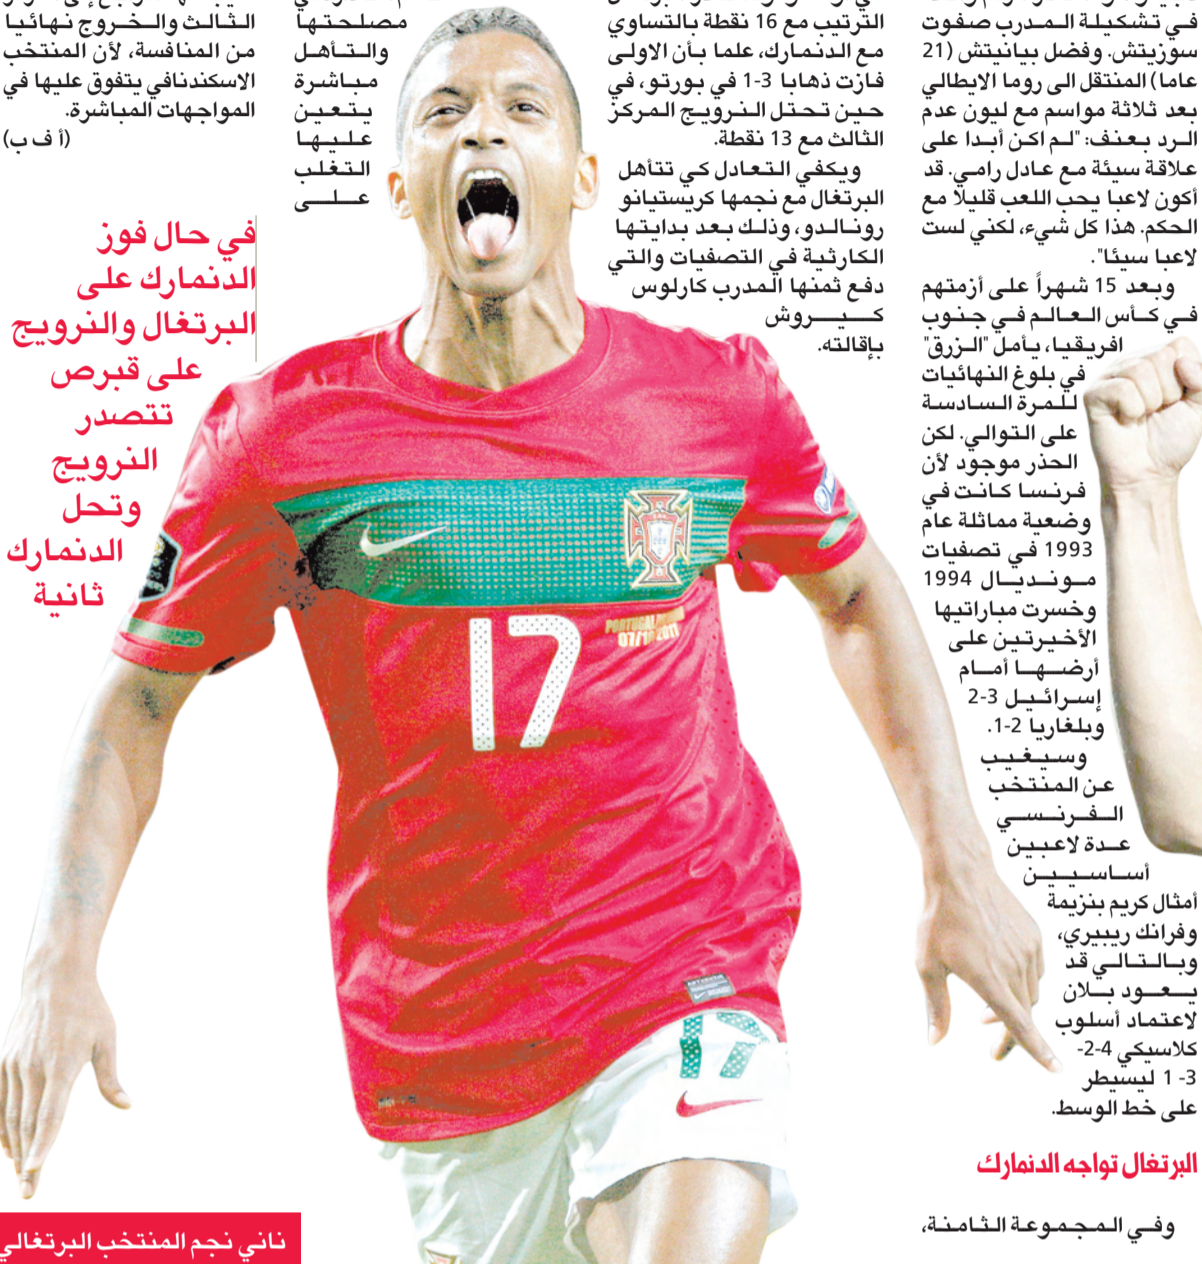 في تشكيلة المدرب صفوت
سوزيتش. وفضل بيانيتش (21
عاما) المنتقل الى روما الايطالي
بعد ثلاثة مواسم مع ليون عدم
الرد بعنف: "لم اكن أبدا على
علاقة سيئة مع عادل رامي. قد
أكون لاعبا يحب اللعب قليلا مع
الحكم. هذا كل شيء، لكني لست
لاعبا سيئا".
وبعد 15 شهراً على أزمتهم
في كأس العالم في جنوب
افريقيا، يأمل "الزرق"
في بلوغ النهائيات
للمرة السادسة
على التوالي. لكن
الحذر موجود لأن
فرنسا كانت في
وضعية مماثلة عام
1993 في تصفيات
مونديال 1994
وخسرت مباراتيها
الأخيرتين على
أرضها أمام
إسرائيل 3-2
وبلغاريا 2-1.
وسيغيب
عن المنتخب
الفرنسي
عدة لاعبين
أساسيين
أمثال كريم بنزيمة
وفرانك ريبيري،
وبالتالي قد
يعود بلان
لاعتماد أسلوب
كلاسيكي 4-2-
3- 1 ليسيطر
على خط الوسط.
البرتغال تواجه الدنمارك
وفي المجموعة الثامنة،
الترتيب مع 16 نقطة بالتساوي
مع الدنمارك، علما بأن الاولى
فازت ذهابا 3-1 في بورتو، في
حين تحتل النرويج المركز
الثالث مع 13 نقطة.
ويكفي التعادل كي تتأهل
البرتغال مع نجمها كريستيانو
رونالدو، وذلك بعد بدايتها
الكارثية في التصفيات والتي
دفع ثمنها المدرب كارلوس
كيروش
بإقالته.
مصلحتها
والتأهل
مباشرة
يتعين
عليها
التغلب
على
الثالث والخروج نهائيا
من المنافسة، لأن المنتخب
الاسكندنافي يتفوق عليها في
المواجهات المباشرة.
(أ ف ب)
في حال فوز
الدنمارك على
البرتغال والنرويج
على قبرص
تتصدر
النرويج
وتحل
الدنمارك
ثانية
17
17
ناني نجم المنتخب البرتغالي